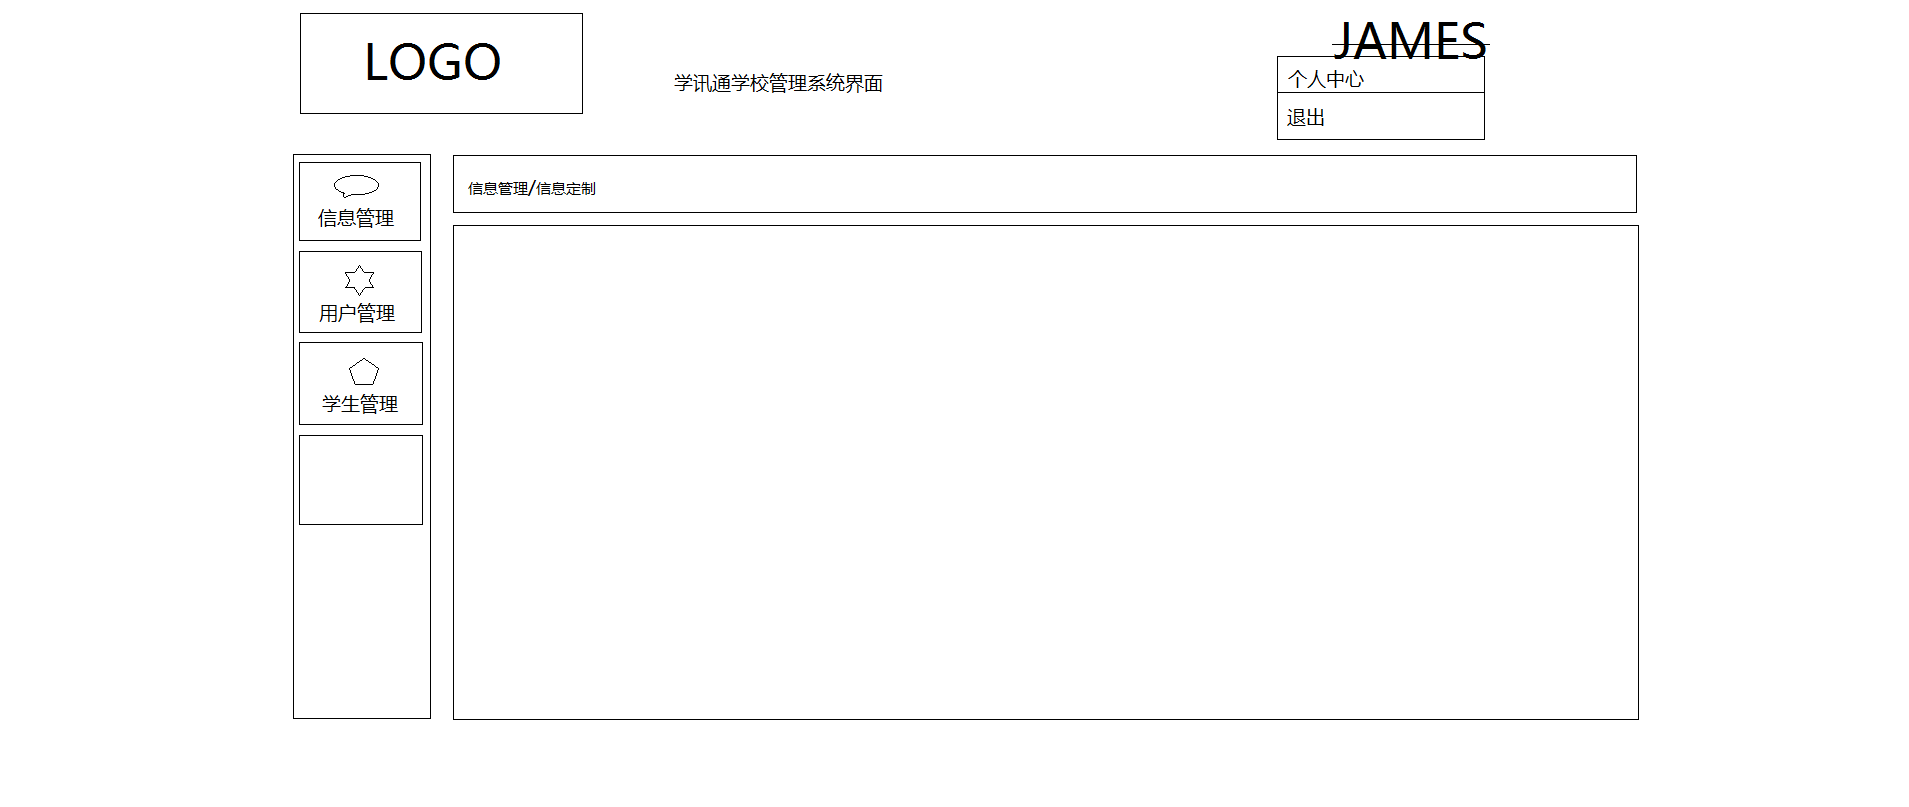 LOGO
学讯通学校管理系统界面
JAMES
个人中心
退出
信息管理
用户管理
学生管理
信息管理/信息定制